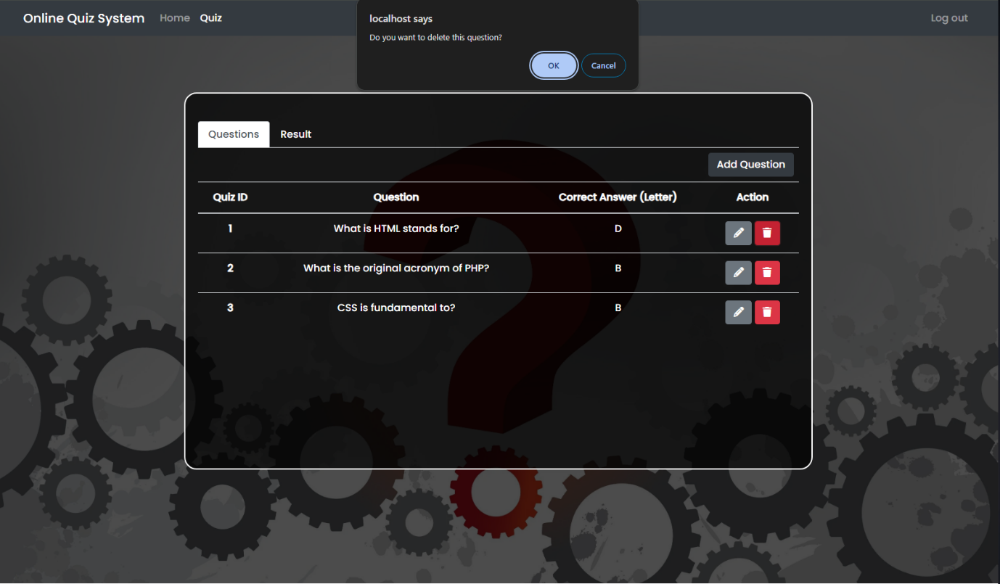 Online Quiz System Home Quiz Log out
localhost says
Do you want to delete this question?
OK Cancel
Questions Result
Add Question
Quiz ID Question Correct Answer (Letter) Action
1 What is HTML stands for? D
2 What is the original acronym of PHP? B
3 CSS is fundamental to? B